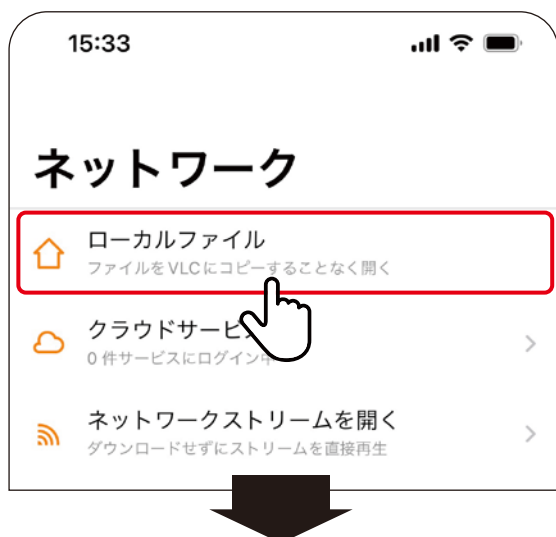 15:33
ネットワーク
ローカルファイル
ファイルをVLCにコピーすることなく開く
クラウドサービ
0 件サービスにログイン中
ネットワークストリームを開く
ダウンロードせずにストリームを直接再生